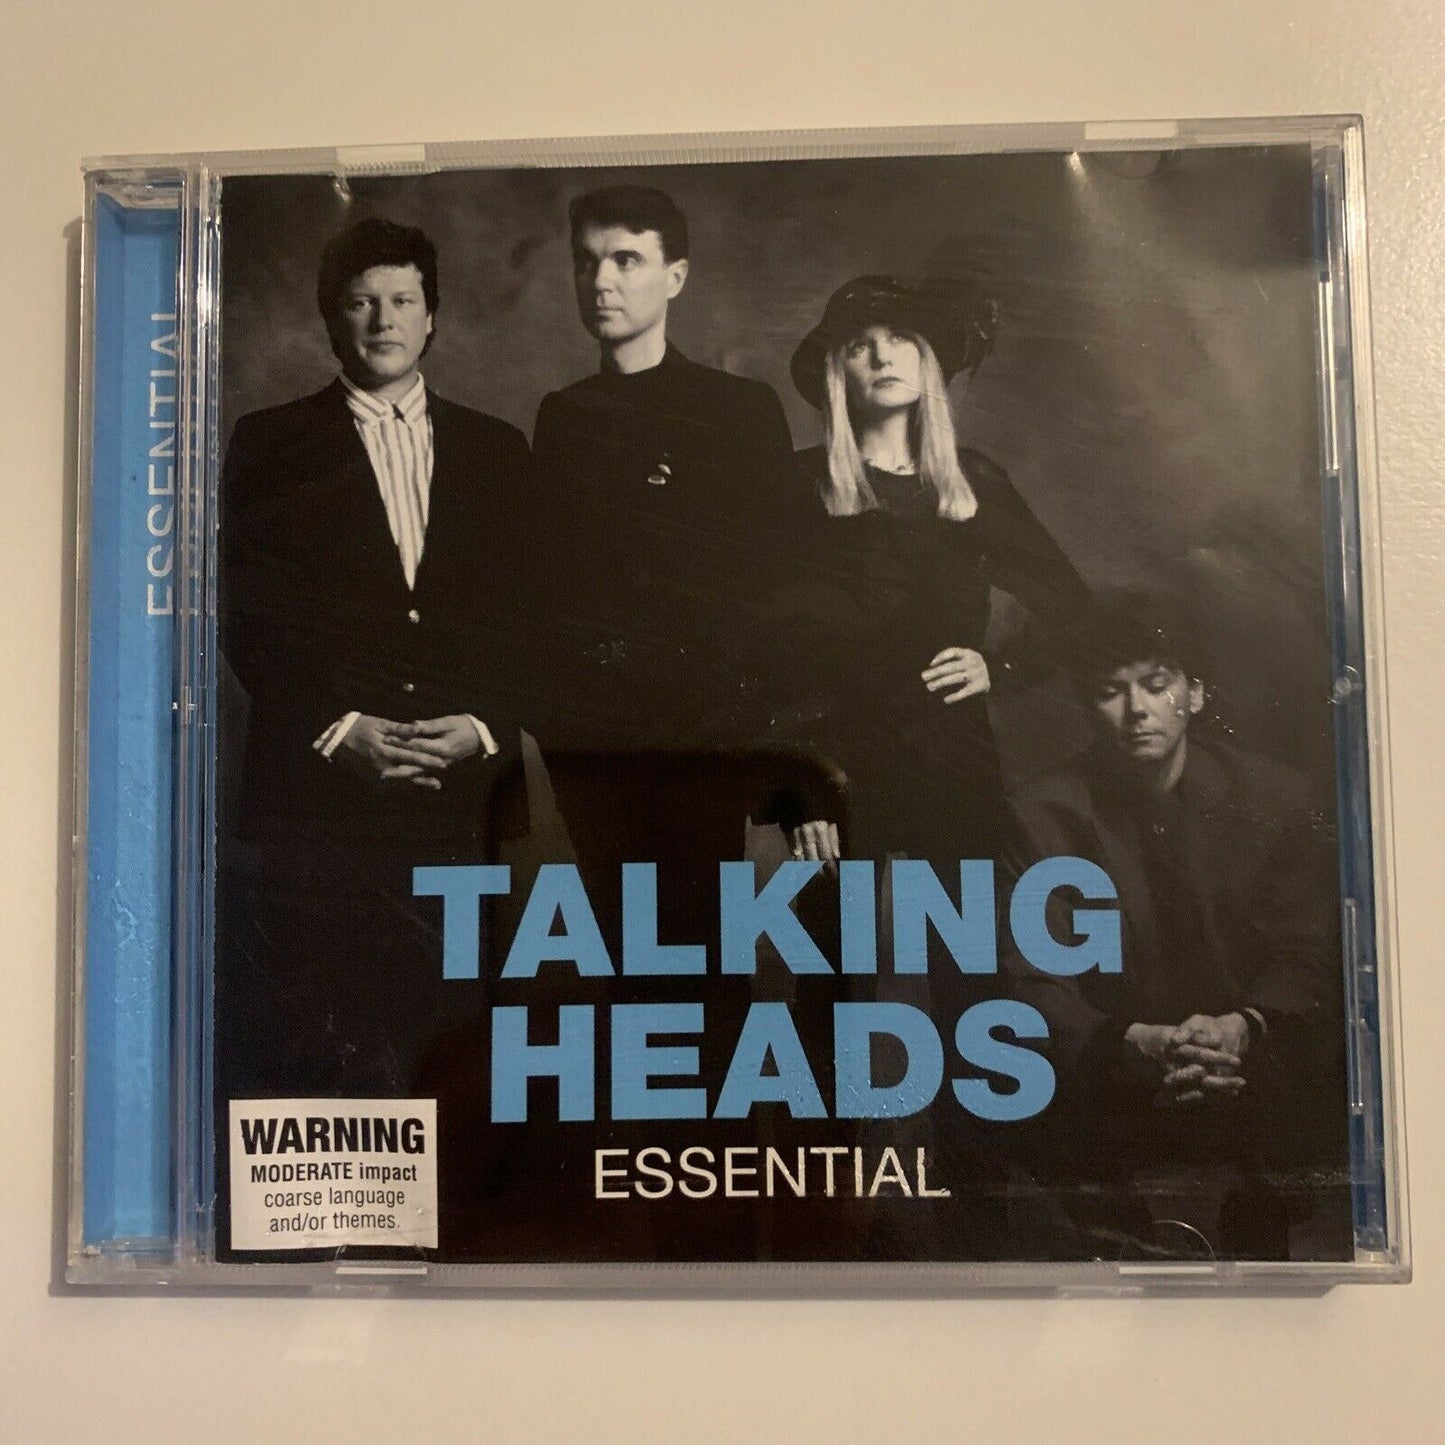 ESSENTIAL
TALKING
HEADS
ESSENTIAL
WARNING
MODERATE impact
coarse language
and/or themes.